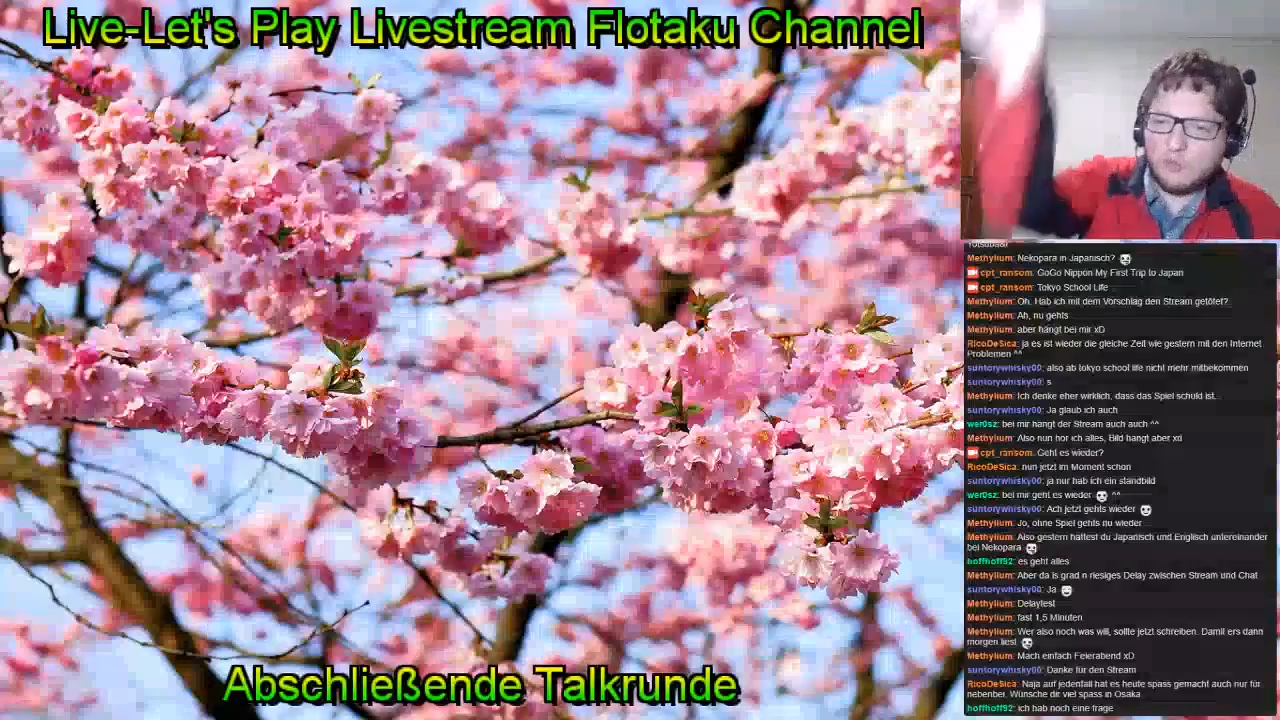 Live-Let's Play Livestream Flotaku Channel
Methylium: Nekopara in Japanisch?
cpt_ransom: GoGo Nippon My First Trip to Japan
cpt_ransom: Tokyo School Life
Methylium: Oh. Hab ich mit dem Vorschlag den Stream getötet?
Methylium: Ah, nu gehts
Methylium: aber hängt bei mir xD
RicoDeSica: ja es ist wieder die gleiche Zeit wie gestern mit den Internet
Problemen ^^
suntorywhisky00: also ab tokyo school life nicht mehr mitbekommen
suntorywhisky00: s
Methylium: Ich denke eher wirklich, dass das Spiel schuld ist...
suntorywhisky00: Ja glaub ich auch
wer0sz: bei mir hängt der Stream auch auch ^^
Methylium: Also nun hör ich alles, Bild hängt aber xd
cpt_ransom: Geht es wieder?
RicoDeSica: nun jetzt im Moment schon
suntorywhisky00: ja nur hab ich ein standbild
wer0sz: bei mir geht es wieder ^^
suntorywhisky00: Ach jetzt gehts wieder
Methylium: Jo, ohne Spiel gehts nu wieder
Methylium: Also gestern hattest du Japanisch und Englisch untereinander
bei Nekopara
hoffhoff92: es geht alles
Methylium: Aber da is grad n riesiges Delay zwischen Stream und Chat
suntorywhisky00: Ja
Methylium: Delaytest
Methylium: fast 1,5 Minuten
Methylium: Wer also noch was will, sollte jetzt schreiben. Damit ers dann
morgen liest
Methylium: Mach einfach Feierabend xD
suntorywhisky00: Danke für den Stream
RicoDeSica: Naja auf jedenfall hat es heute spass gemacht auch nur für
nebenbei. Wünsche dir viel spass in Osaka
hoffhoff92: ich hab noch eine frage
Abschließende Talkrunde